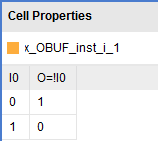 Cell Properties
x_OBUF_inst_i_1
I0 O=!I0
0 1
1 0